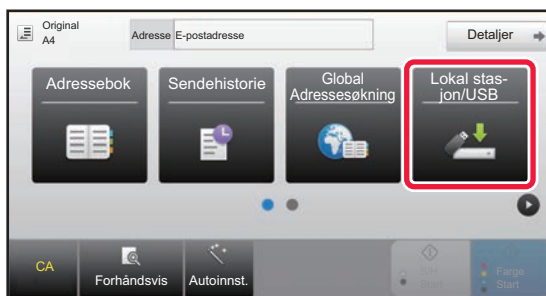 Original
A4
Adresse E-postadresse
Detaljer
Adressebok
Sendehistorie
Global
Adressesøkning
Lokal stas-
jon/USB
CA
Forhåndsvis
Autoinnst.
S/H
Start
Farge
Start